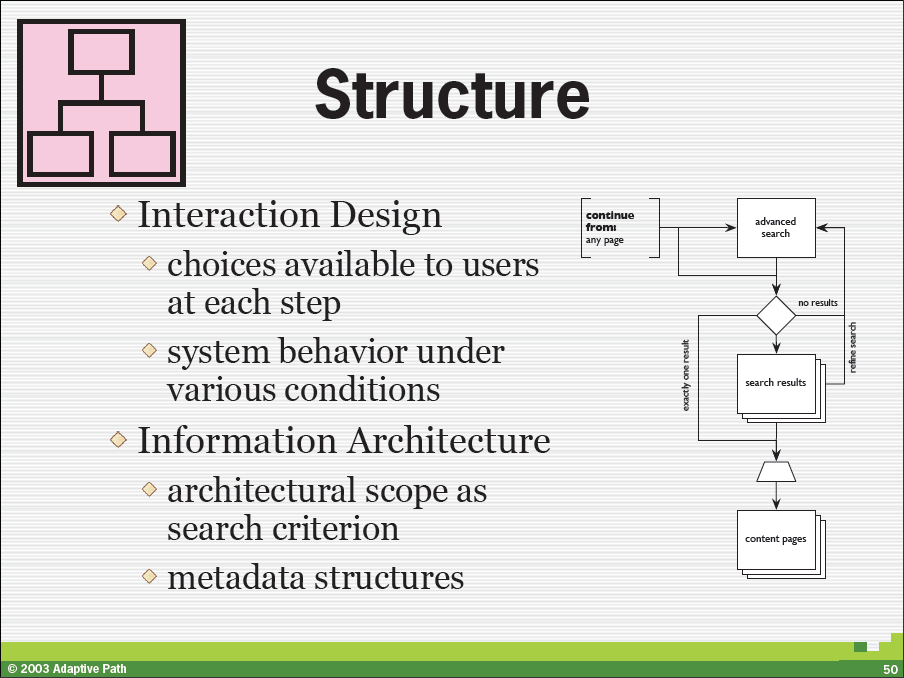 Structure
Interaction Design
choices available to users
at each step
system behavior under
various conditions
Information Architecture
architectural scope as
search criterion
metadata structures
continue
from:
any page
advanced
search
no results
refine search
exactly one result
search results
content pages
© 2003 Adaptive Path
50